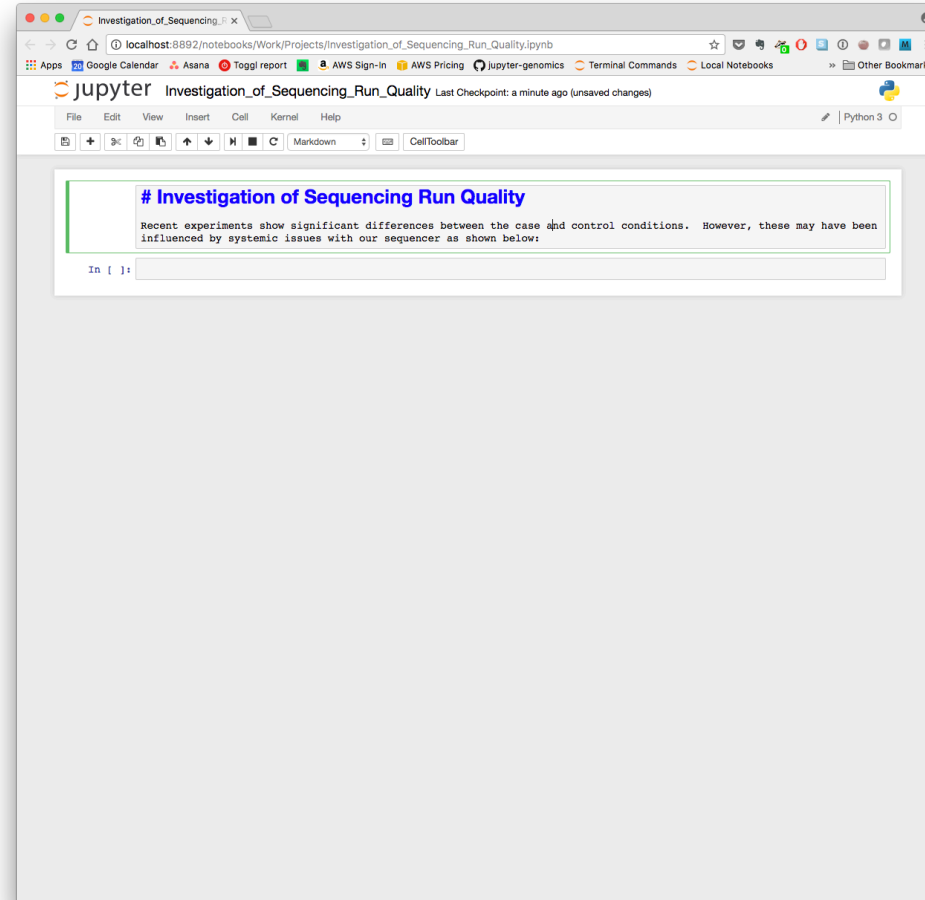 Investigation_of_Sequencing_R
localhost:8892/notebooks/Work/Projects/Investigation_of_Sequencing_Run_Quality.ipynb
Apps 20 Google Calendar Asana Toggl report AWS Sign-In AWS Pricing jupyter-genomics Terminal Commands Local Notebooks » Other Bookmark
jupyter Investigation_of_Sequencing_Run_Quality Last Checkpoint: a minute ago (unsaved changes)
File Edit View Insert Cell Kernel Help Python 3
Markdown CellToolbar
# Investigation of Sequencing Run Quality
Recent experiments show significant differences between the case and control conditions.  However, these may have been
influenced by systemic issues with our sequencer as shown below:
In [ ]: